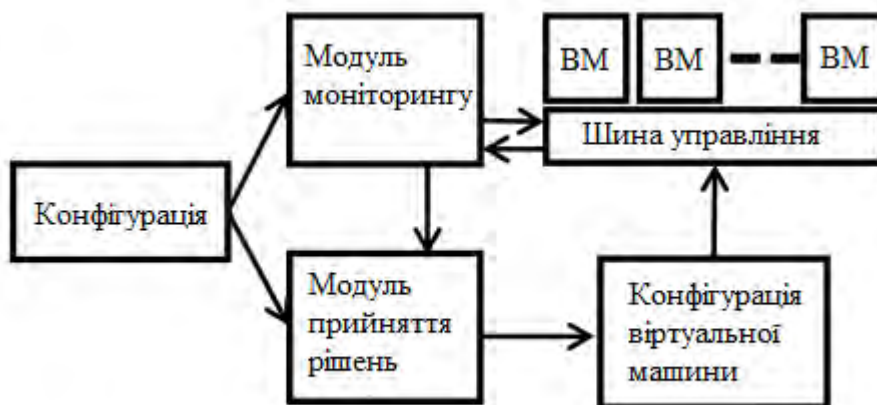 Модуль
моніторингу
ВМ
ВМ
ВМ
Шина управління
Конфігурація
Модуль
прийняття
рішень
Конфігурація
віртуальної
машини